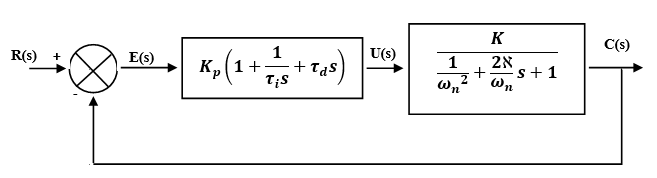 R(s) + E(s) K_p(1 + 1/τ_i s + τ_d s) U(s) K / (1/ω_n² + 2ℵ/ω_n s + 1) C(s)
-